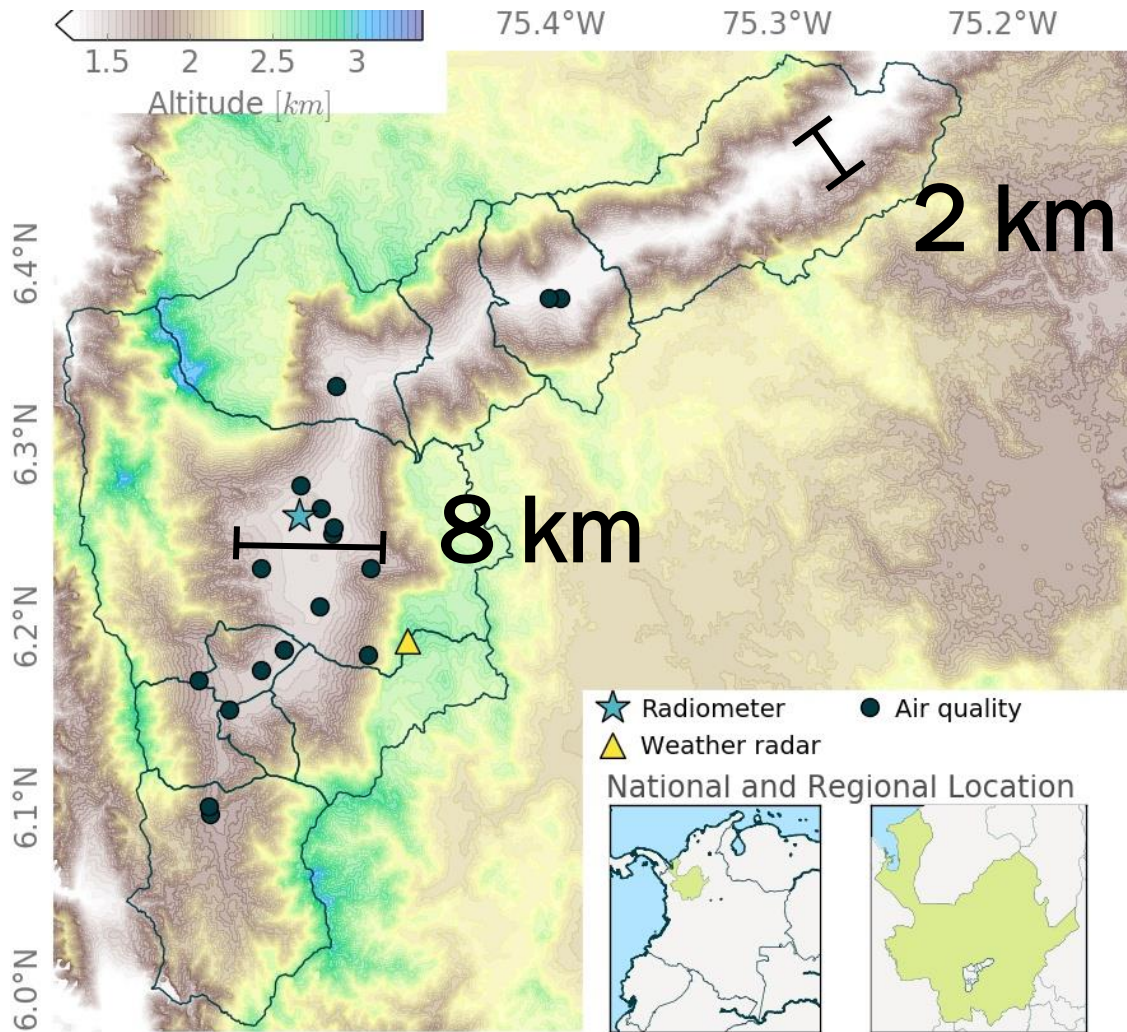 75.4°W 75.3°W 75.2°W
1.5 2 2.5 3
Altitude [km]
6.4°N
6.3°N
6.2°N
6.1°N
6.0°N
2 km
8 km
Radiometer
Air quality
Weather radar
National and Regional Location